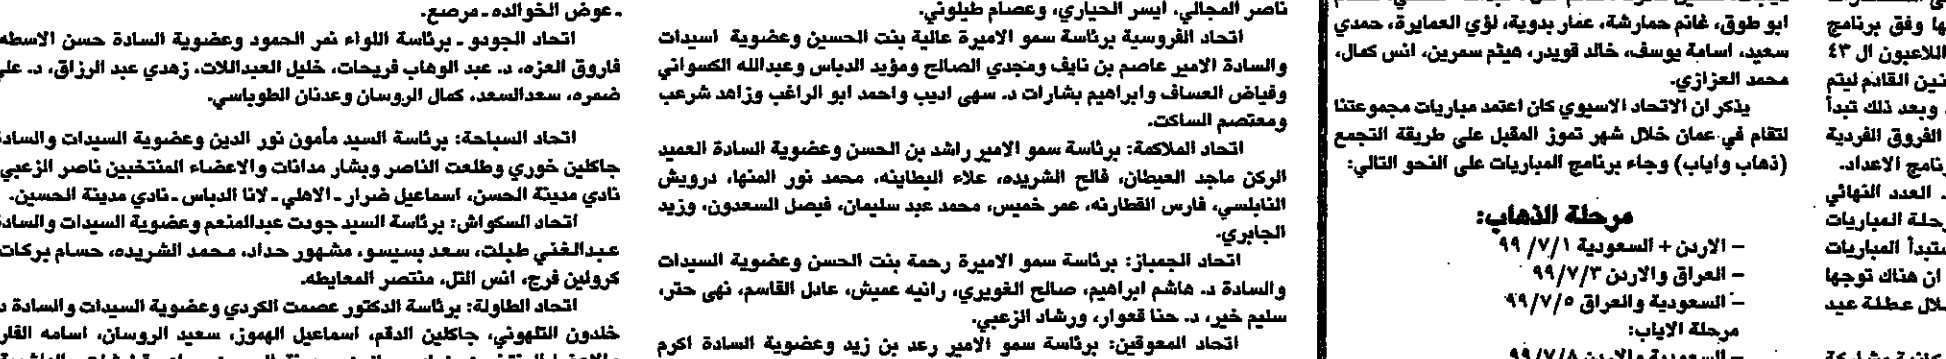 ها وفق برنامج
اللاعبون ال ٤٣
القادم ليتم
وبعد ذلك تبدأ
الفروق الفردية
الاعداد.
العدد النهائي
المباريات
المباريات
ان هناك توجها
عطلة عيد
ابو طوق، غانم حمارشة، عمار بدوية، لؤي العمايرة، حمدي
سعيد، اسامة يوسف، خالد قويدر، هيثم سمرين، انس كمال،
محمد العزازي.
يذكر ان الاتحاد الاسيوي كان اعتمد مباريات مجموعتنا
لتقام في عمان خلال شهر تموز المقبل على طريقة التجمع
(ذهاب واياب) وجاء برنامج المباريات على النحو التالي:
مرحلة الذهاب:
– الاردن + السعودية ٩٩/٧/١
– العراق والاردن ٩٩/٧/٣
– السعودية والعراق ٩٩/٧/٥
مرحلة الاياب:
– السعودية والاردن ٩٩/٧/٨
ناصر المجالي، ايسر الحياري، وعصام طيلوني.
اتحاد الفروسية برئاسة سمو الاميرة عالية بنت الحسين وعضوية اسيدات
والسادة الامير عاصم بن نايف ومجدي الصالح ومؤيد الدباس وعبدالله الكسواني
وفياض العساف وابراهيم بشارات د. سهى اديب واحمد ابو الراغب وزاهد شرعب
ومعتصم الساكت.
اتحاد الملاكمة: برئاسة سمو الامير راشد بن الحسن وعضوية السادة العميد
الركن ماجد العيطان، فالح الشريده، علاء البطاينه، محمد نور المنها، درويش
النابلسي، فارس القطارنه، عمر خميس، محمد عبد سليمان، فيصل السعدون، وزيد
الجابري.
اتحاد الجمباز: برئاسة سمو الاميرة رحمة بنت الحسن وعضوية السيدات
والسادة د. هاشم ابراهيم، صالح الغويري، رانيه عميش، عادل القاسم، نهى حتر،
سليم خير، د. حنا قعوار، ورشاد الزعبي.
اتحاد المعوقين: برئاسة سمو الامير رعد بن زيد وعضوية السادة اكرم
- عوض الخوالده - مرصع.
اتحاد الجودو - برئاسة اللواء نمر الحمود وعضوية السادة حسن الاسطه
فاروق العزه، د. عبد الوهاب فريحات، خليل العبداللات، زهدي عبد الرزاق، د. علي
ضمره، سعدالسعد، كمال الروسان وعدنان الطوباسي.
اتحاد السباحة: برئاسة السيد مأمون نور الدين وعضوية السيدات والسادة
جاكلين خوري وطلعت الناصر وبشار مدانات والاعضاء المنتخبين ناصر الزعبي
نادي مدينة الحسن، اسماعيل ضرار - الاهلي - لانا الدباس - نادي مدينة الحسين.
اتحاد السكواش: برئاسة السيد جودت عبدالمنعم وعضوية السيدات والسادة
عبدالغني طبلت، سعد بسيسو، مشهور حداد، محمد الشريده، حسام بركات
كرولين فرج، انس التل، منتصر المعايطه.
اتحاد الطاولة: برئاسة الدكتور عصمت الكردي وعضوية السيدات والسادة د
خلدون التلهوني، جاكلين الدقم، اسماعيل الهموز، سعيد الروسان، اسامه